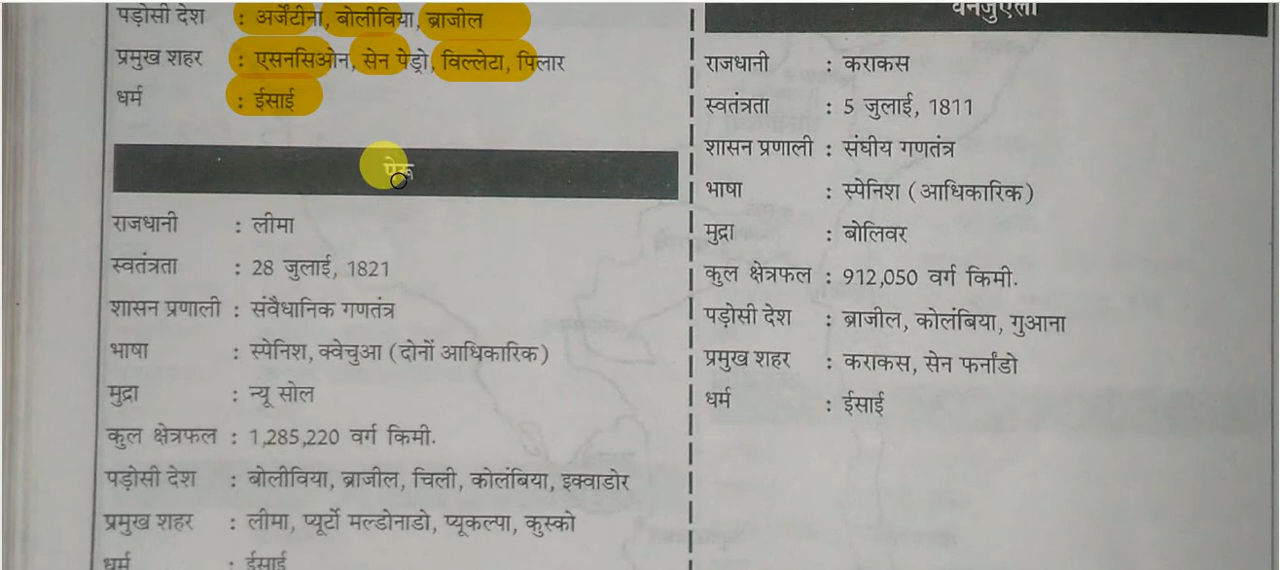 पड़ोसी देश : अर्जेंटीना, बोलीविया, ब्राजील
प्रमुख शहर : एसनसिओन, सेन पेड्रो, विल्लेटा, पिलार
धर्म : ईसाई
पेरू
राजधानी : लीमा
स्वतंत्रता : 28 जुलाई, 1821
शासन प्रणाली : संवैधानिक गणतंत्र
भाषा : स्पेनिश, क्वेचुआ (दोनों आधिकारिक)
मुद्रा : न्यू सोल
कुल क्षेत्रफल : 1,285,220 वर्ग किमी.
पड़ोसी देश : बोलीविया, ब्राजील, चिली, कोलंबिया, इक्वाडोर
प्रमुख शहर : लीमा, प्यूर्टो मल्डोनाडो, प्यूकल्पा, कुस्को
धर्म : ईसाई
वेनेजुएला
राजधानी : कराकस
स्वतंत्रता : 5 जुलाई, 1811
शासन प्रणाली : संघीय गणतंत्र
भाषा : स्पेनिश (आधिकारिक)
मुद्रा : बोलिवर
कुल क्षेत्रफल : 912,050 वर्ग किमी.
पड़ोसी देश : ब्राजील, कोलंबिया, गुआना
प्रमुख शहर : कराकस, सेन फर्नांडो
धर्म : ईसाई